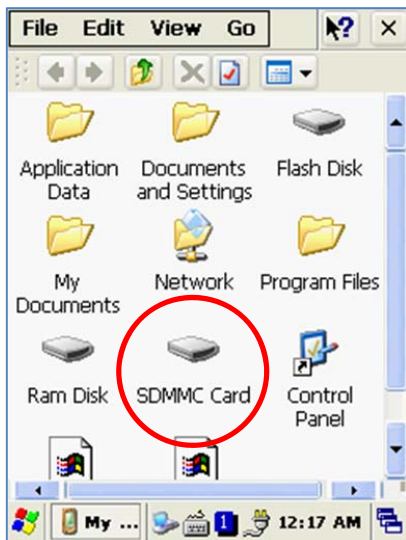 File Edit View Go
Application Data
Documents and Settings
Flash Disk
My Documents
Network
Program Files
Ram Disk
SDMMC Card
Control Panel
My ...
1
12:17 AM